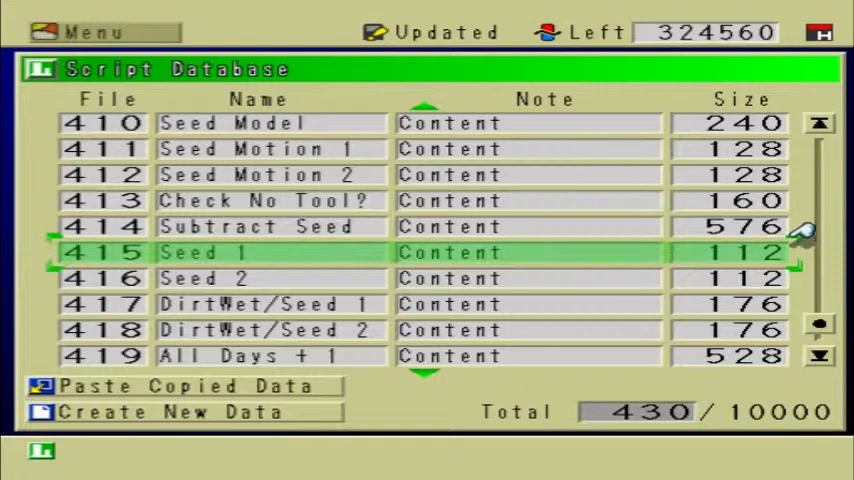 Menu Updated Left 324560
Script Database
File Name Note Size
410 Seed Model Content 240
411 Seed Motion 1 Content 128
412 Seed Motion 2 Content 128
413 Check No Tool? Content 160
414 Subtract Seed Content 576
415 Seed 1 Content 112
416 Seed 2 Content 112
417 DirtWet/Seed 1 Content 176
418 DirtWet/Seed 2 Content 176
419 All Days + 1 Content 528
Paste Copied Data
Create New Data Total 430/10000